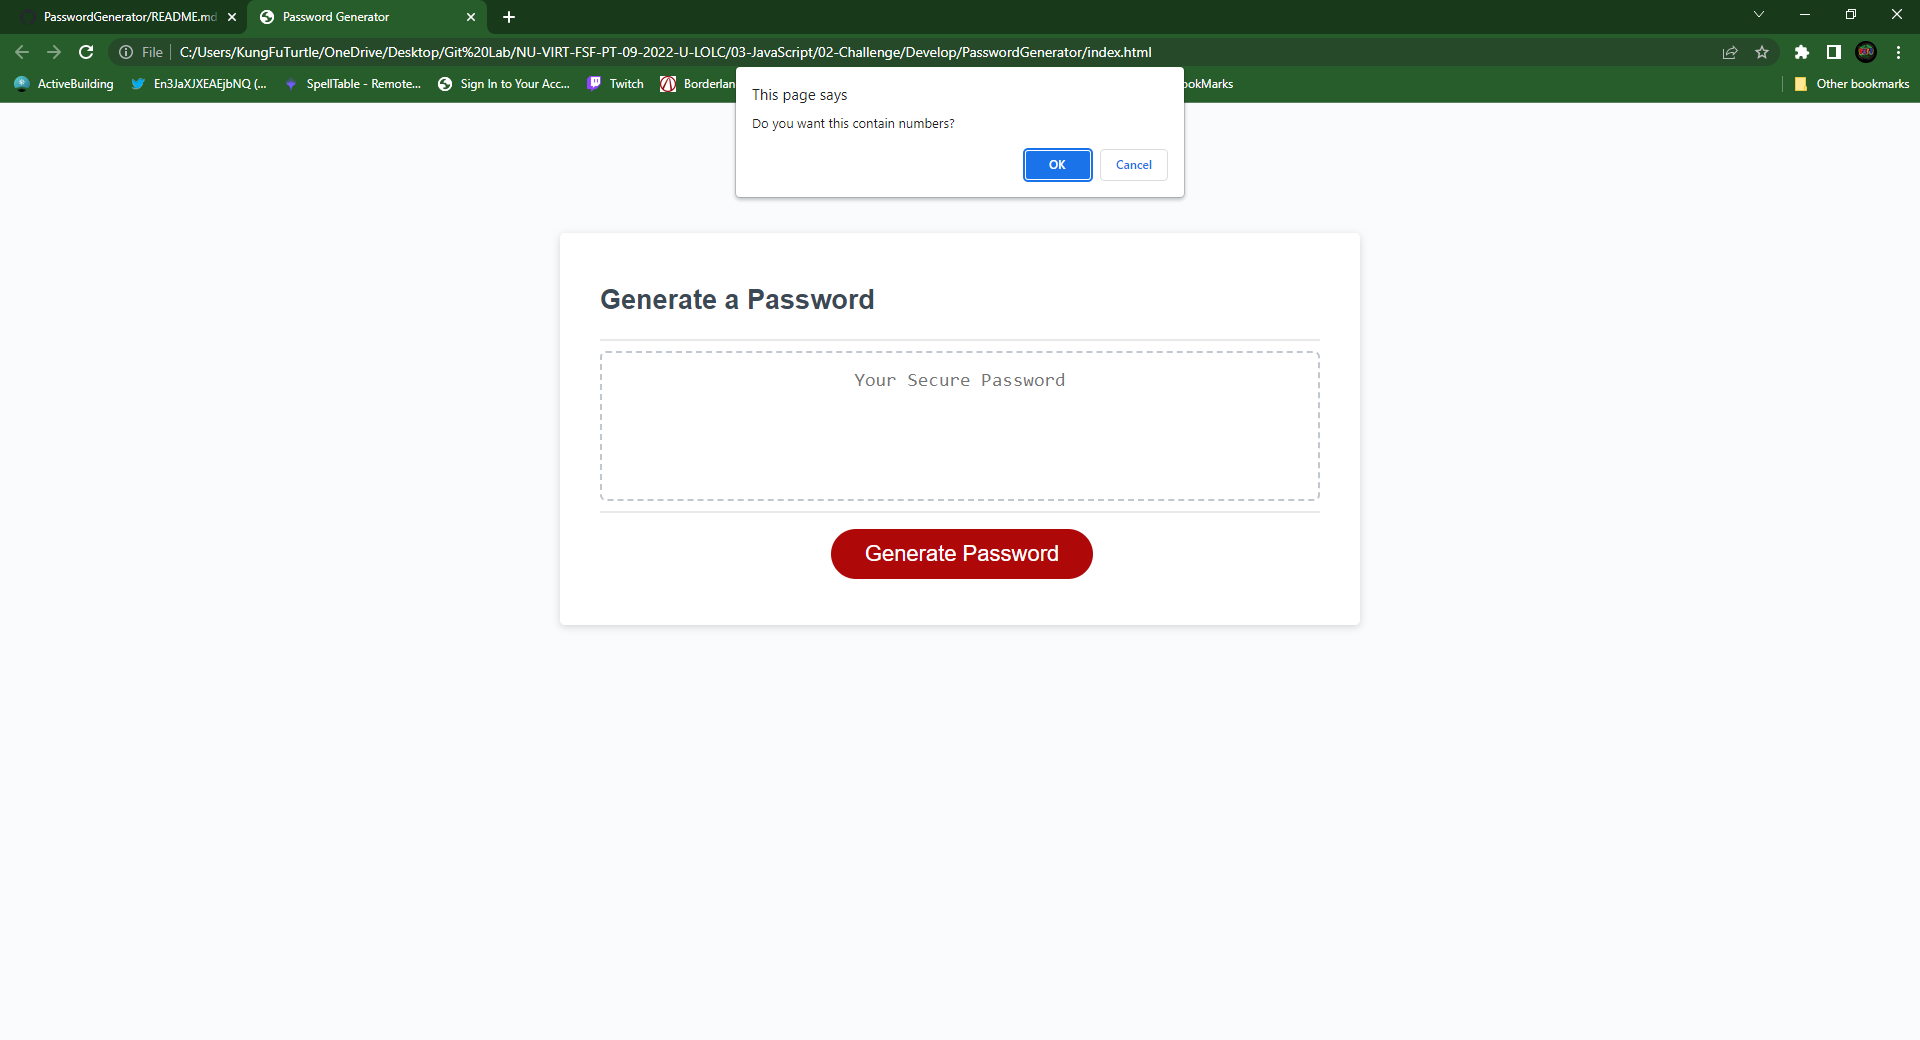 PasswordGenerator/README.md
Password Generator
File
C:/Users/KungFuTurtle/OneDrive/Desktop/Git%20Lab/NU-VIRT-FSF-PT-09-2022-U-LOLC/03-JavaScript/02-Challenge/Develop/PasswordGenerator/index.html
ActiveBuilding
En3JaXJXEAEjbNQ (...
SpellTable - Remote...
Sign In to Your Acc...
Twitch
Borderlan
ookMarks
Other bookmarks
This page says
Do you want this contain numbers?
OK
Cancel
Generate a Password
Your Secure Password
Generate Password